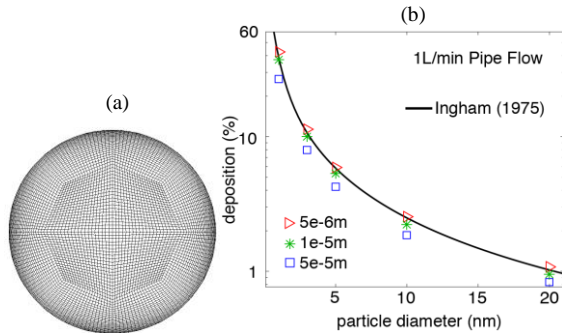 (a)
(b)
60
10
1
deposition (%)
1L/min Pipe Flow
Ingham (1975)
5e-6m
1e-5m
5e-5m
5
10
15
20
particle diameter (nm)